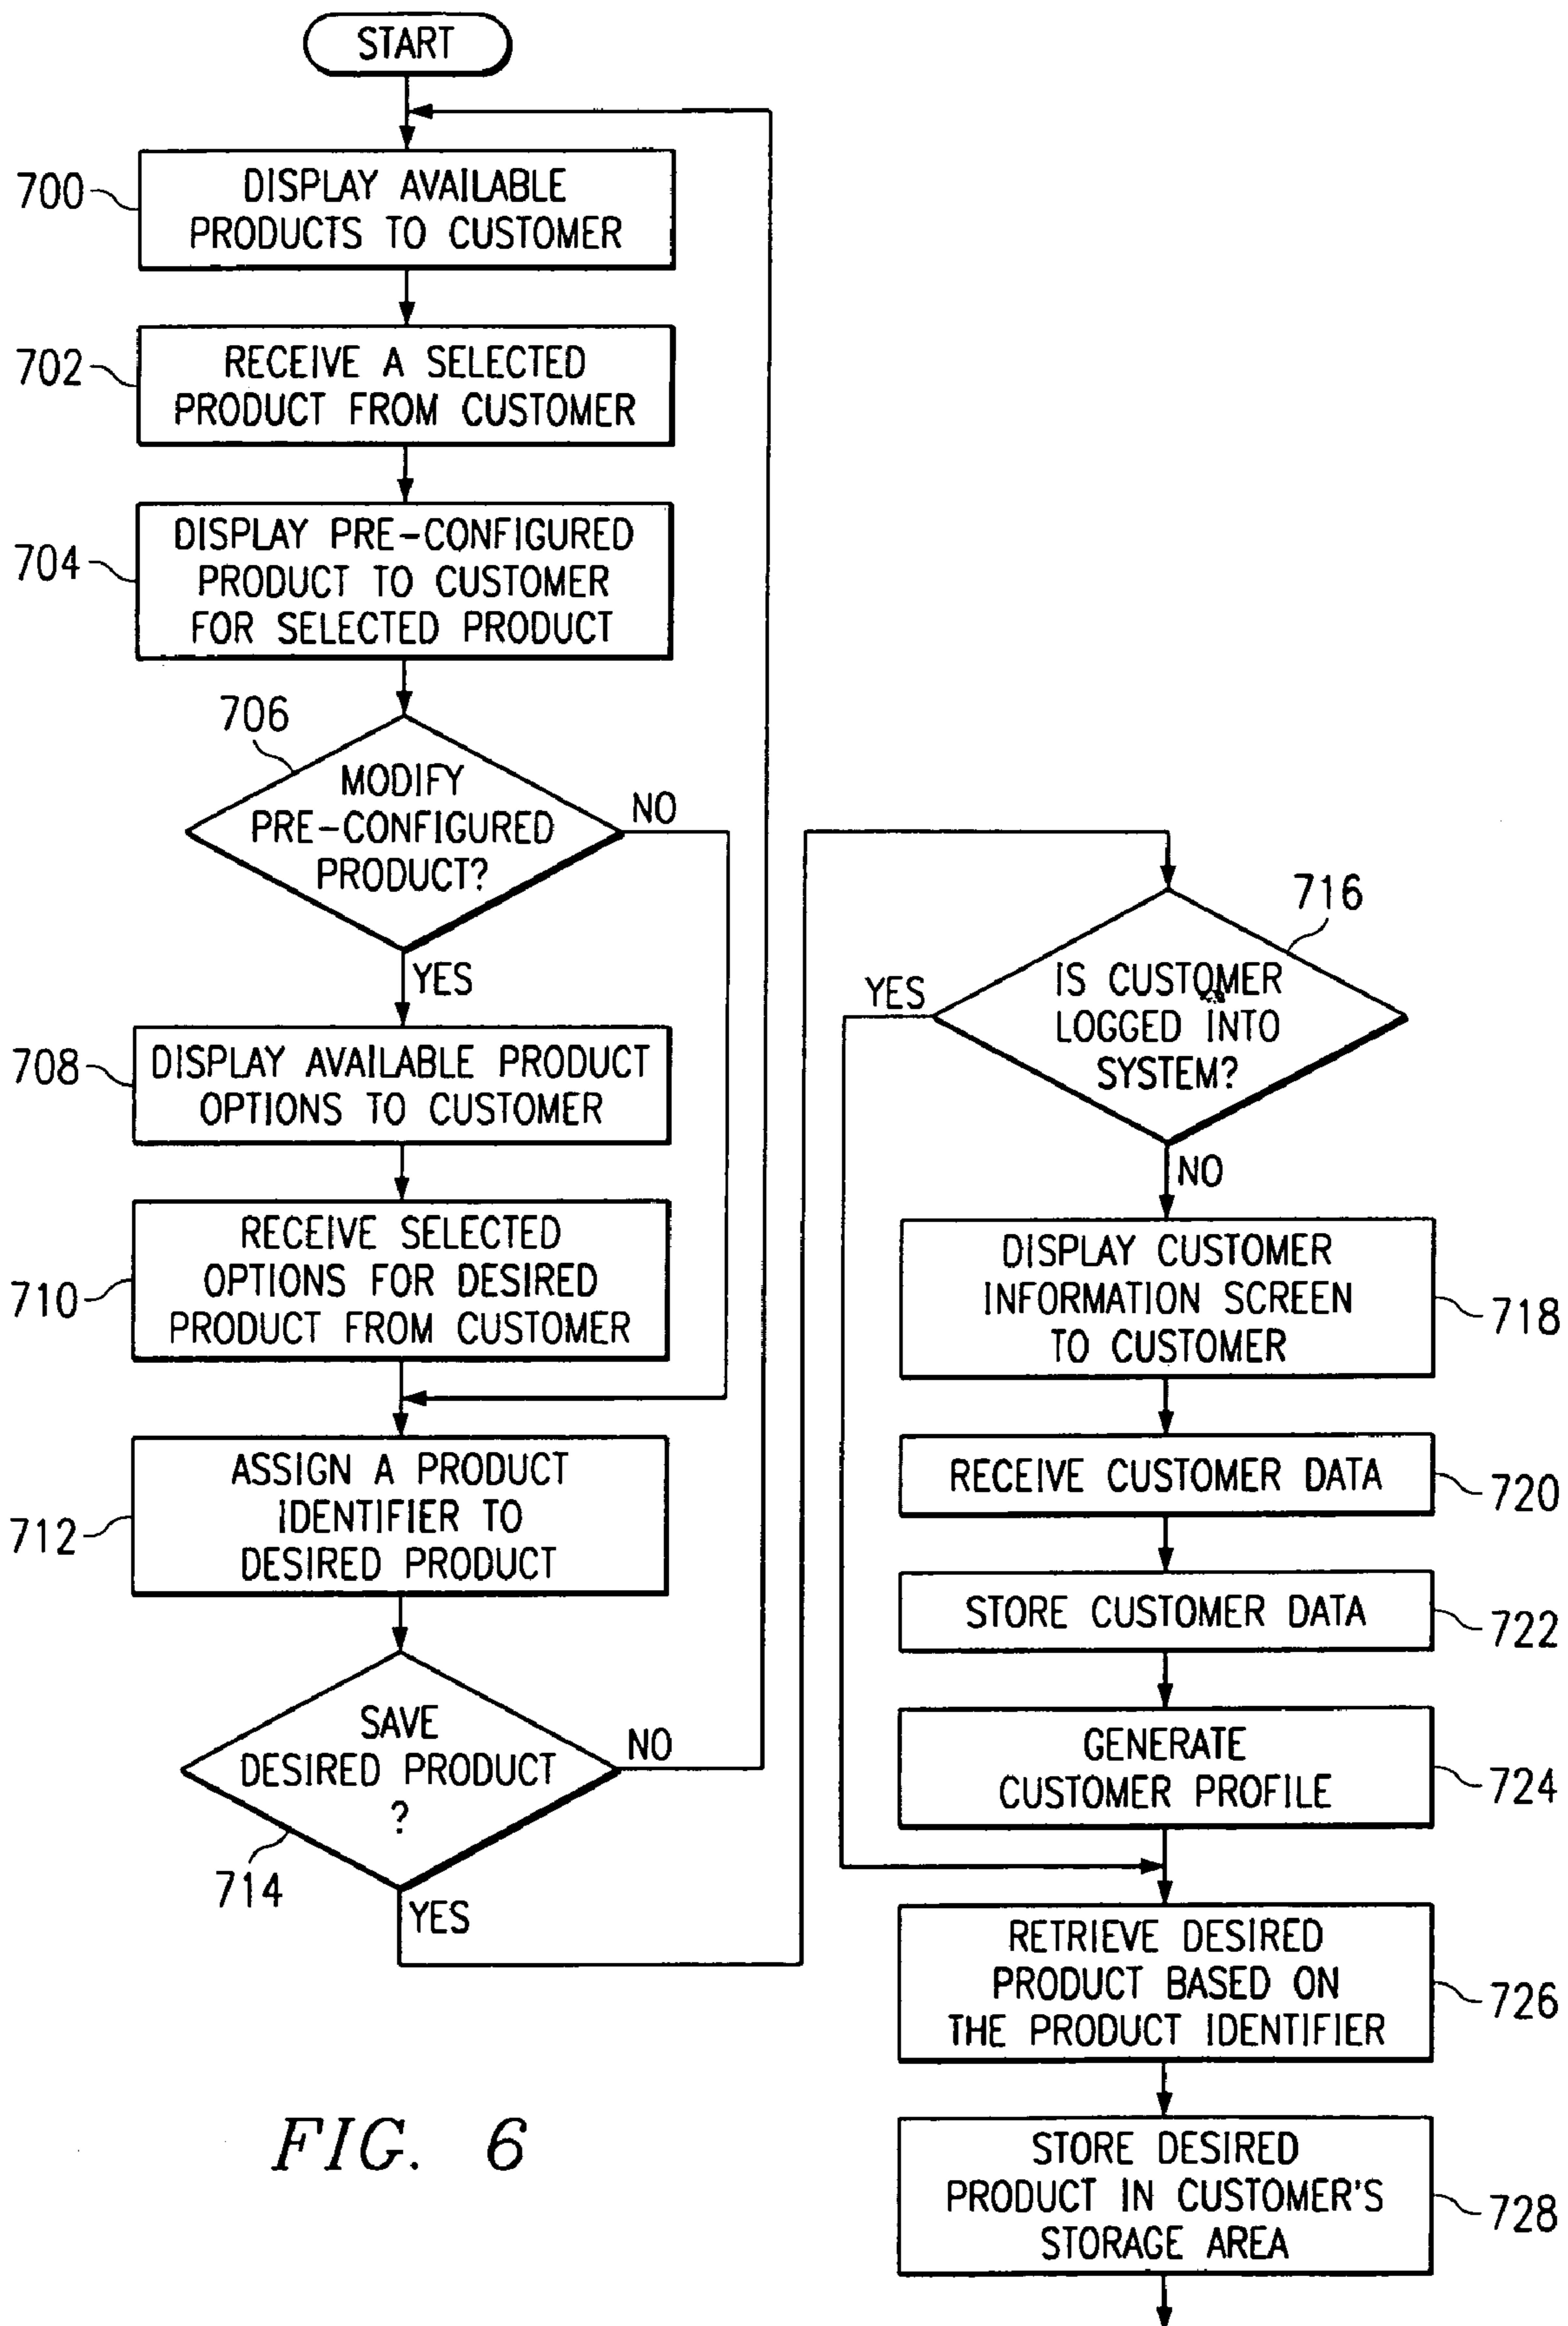 START
700
DISPLAY AVAILABLE
PRODUCTS TO CUSTOMER
702
RECEIVE A SELECTED
PRODUCT FROM CUSTOMER
704
DISPLAY PRE-CONFIGURED
PRODUCT TO CUSTOMER
FOR SELECTED PRODUCT
706
MODIFY
PRE-CONFIGURED
PRODUCT?
NO
YES
708
DISPLAY AVAILABLE PRODUCT
OPTIONS TO CUSTOMER
710
RECEIVE SELECTED
OPTIONS FOR DESIRED
PRODUCT FROM CUSTOMER
712
ASSIGN A PRODUCT
IDENTIFIER TO
DESIRED PRODUCT
SAVE
DESIRED PRODUCT
?
NO
714
YES
716
IS CUSTOMER
LOGGED INTO
SYSTEM?
YES
NO
DISPLAY CUSTOMER
INFORMATION SCREEN
TO CUSTOMER
718
RECEIVE CUSTOMER DATA
720
STORE CUSTOMER DATA
722
GENERATE
CUSTOMER PROFILE
724
RETRIEVE DESIRED
PRODUCT BASED ON
THE PRODUCT IDENTIFIER
726
STORE DESIRED
PRODUCT IN CUSTOMER'S
STORAGE AREA
728
FIG. 6